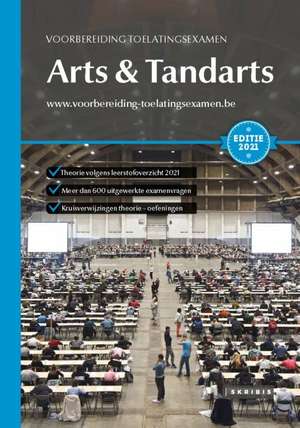 VOORBEREIDING TOELATINGSEXAMEN
Arts & Tandarts
www.voorbereiding-toelatingsexamen.be
EDITIE
2021
Theorie volgens leerstofoverzicht 2021
Meer dan 600 uitgewerkte examenvragen
Kruisverwijzingen theorie - oefeningen
SKRIBIS